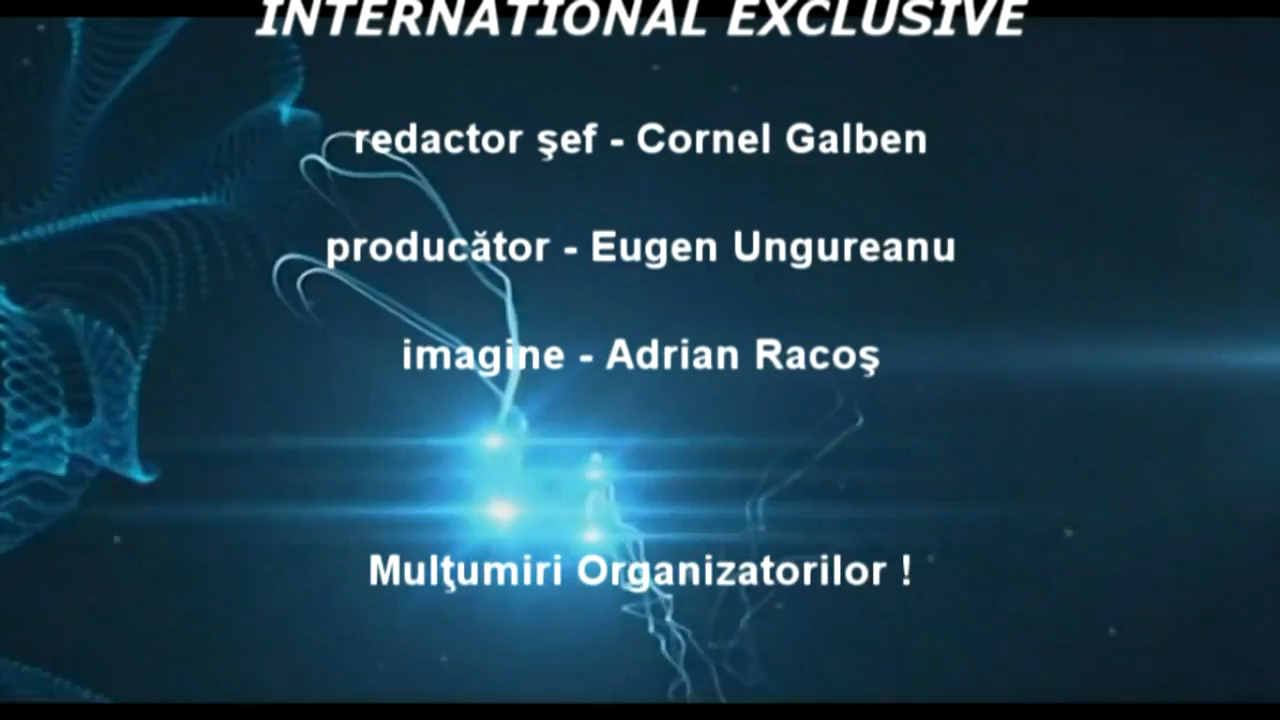 INTERNATIONAL EXCLUSIVE
redactor şef - Cornel Galben
producător - Eugen Ungureanu
imagine - Adrian Racoş
Mulţumiri Organizatorilor !